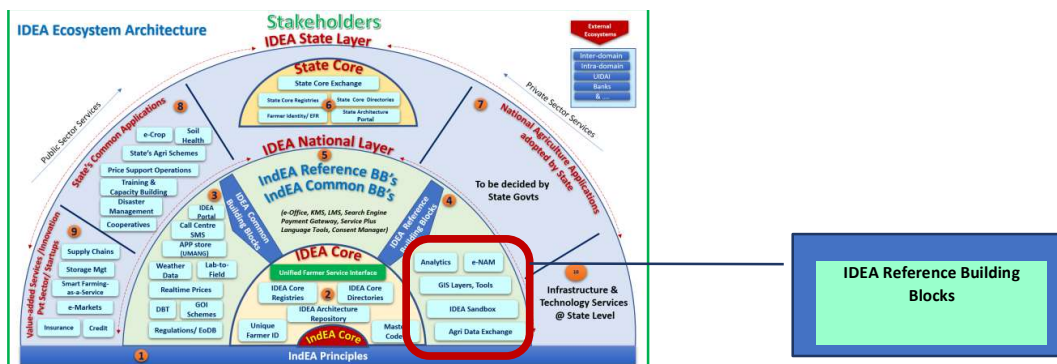 IDEA Ecosystem Architecture
Stakeholders
IDEA State Layer
State Core
State Core Exchange
State Core Registries
State Core Directories
6
Farmer Identity/ EFR
State Architecture
Portal
External
Ecosystems
Inter-domain
Intra-domain
UIDAI
Banks
& ...
Public Sector Services
Private Sector Services
8
State's Common Applications
e-Crop
Soil
Health
State's Agri Schemes
Price Support Operations
Training &
Capacity Building
Disaster
Management
Cooperatives
7
National Agriculture Applications
adopted by State
To be decided by
State Govts
IDEA National Layer
5
IndEA Reference BB's
IndEA Common BB's
(e-Office, KMS, LMS, Search Engine
Payment Gateway, Service Plus
Language Tools, Consent Manager)
3
IDEA Common
Building Blocks
IDEA
Portal
Call Centre
SMS
APP store
(UMANG)
Weather
Data
Lab-to-
Field
Realtime Prices
DBT
GOI
Schemes
Regulations/ EoDB
4
IDEA Reference
Building Blocks
Analytics
e-NAM
GIS Layers, Tools
IDEA Sandbox
Agri Data Exchange
9
Value-added Services /Innovation
Pvt Sector/ Startups
Supply Chains
Storage Mgt
Smart Farming-
as-a-Service
e-Markets
Insurance
Credit
Infrastructure &
Technology Services
@ State Level
IDEA Core
Unified Farmer Service Interface
IDEA Core
Registries
2
IDEA Core
Directories
IDEA Architecture
Repository
Unique
Farmer ID
Master
Codes
IndEA Core
1
IndEA Principles
IDEA Reference Building
Blocks